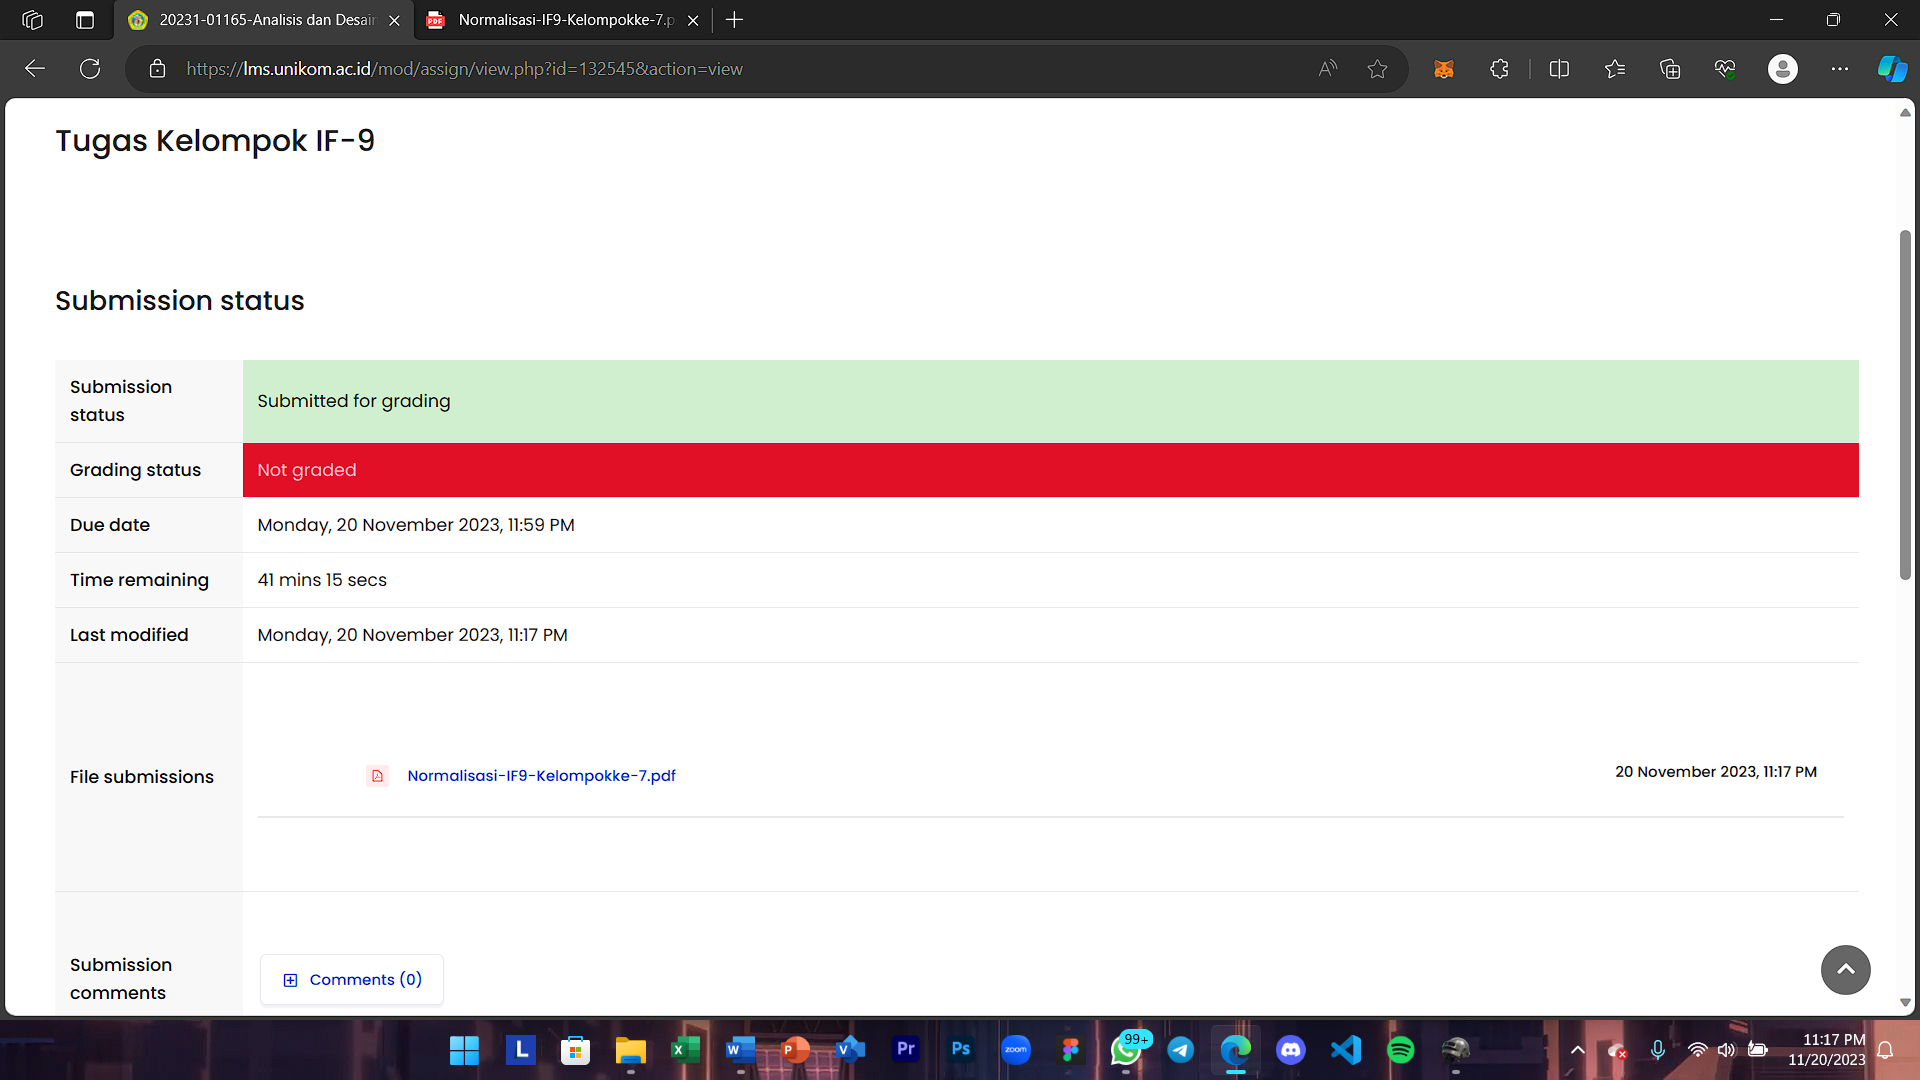 20231-01165-Analisis dan Desain
Normalisasi-IF9-Kelompokke-7.p
https://lms.unikom.ac.id/mod/assign/view.php?id=132545&action=view
Tugas Kelompok IF-9
Submission status
Submission status
Submitted for grading
Grading status
Not graded
Due date
Monday, 20 November 2023, 11:59 PM
Time remaining
41 mins 15 secs
Last modified
Monday, 20 November 2023, 11:17 PM
File submissions
Normalisasi-IF9-Kelompokke-7.pdf
20 November 2023, 11:17 PM
Submission comments
Comments (0)
L
Pr
Ps
zoom
99+
11:17 PM
11/20/2023